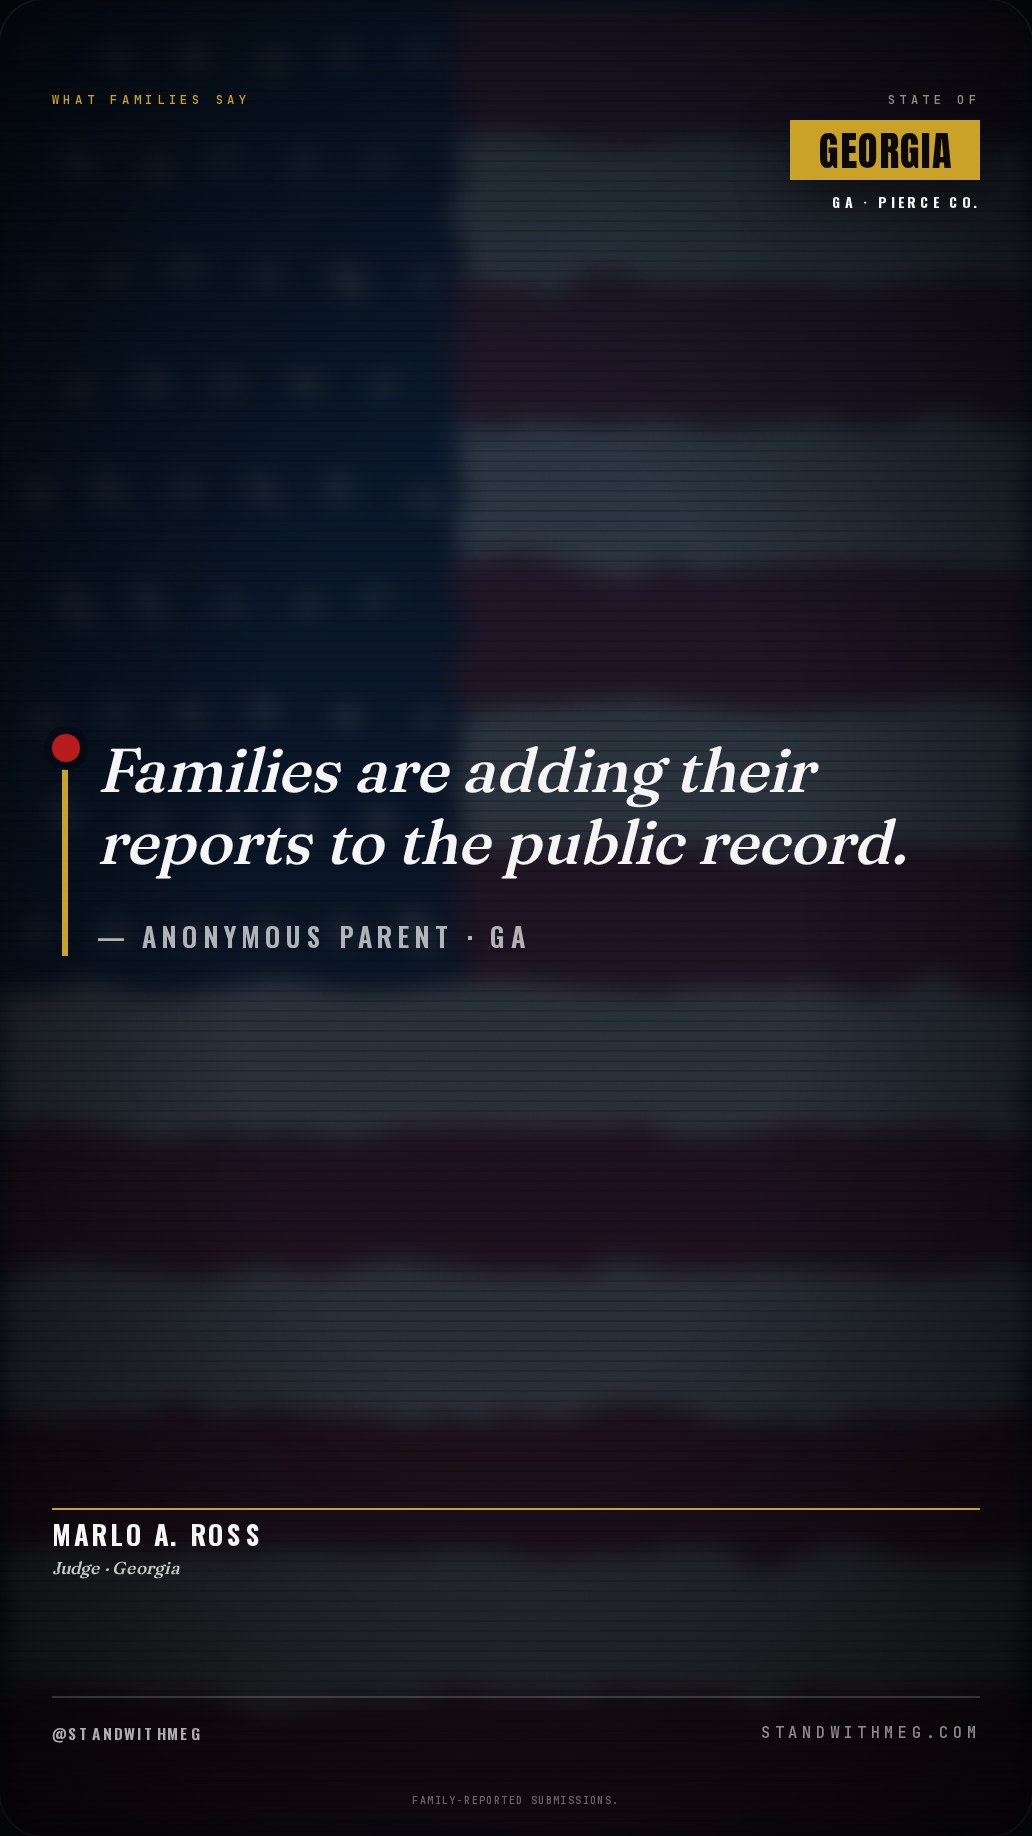 WHAT FAMILIES SAY
STATE OF
GEORGIA
GA · PIERCE CO.
Families are adding their
reports to the public record.
— ANONYMOUS PARENT · GA
MARLO A. ROSS
Judge · Georgia
@STANDWITHMEG
STANDWITHMEG.COM
FAMILY-REPORTED SUBMISSIONS.